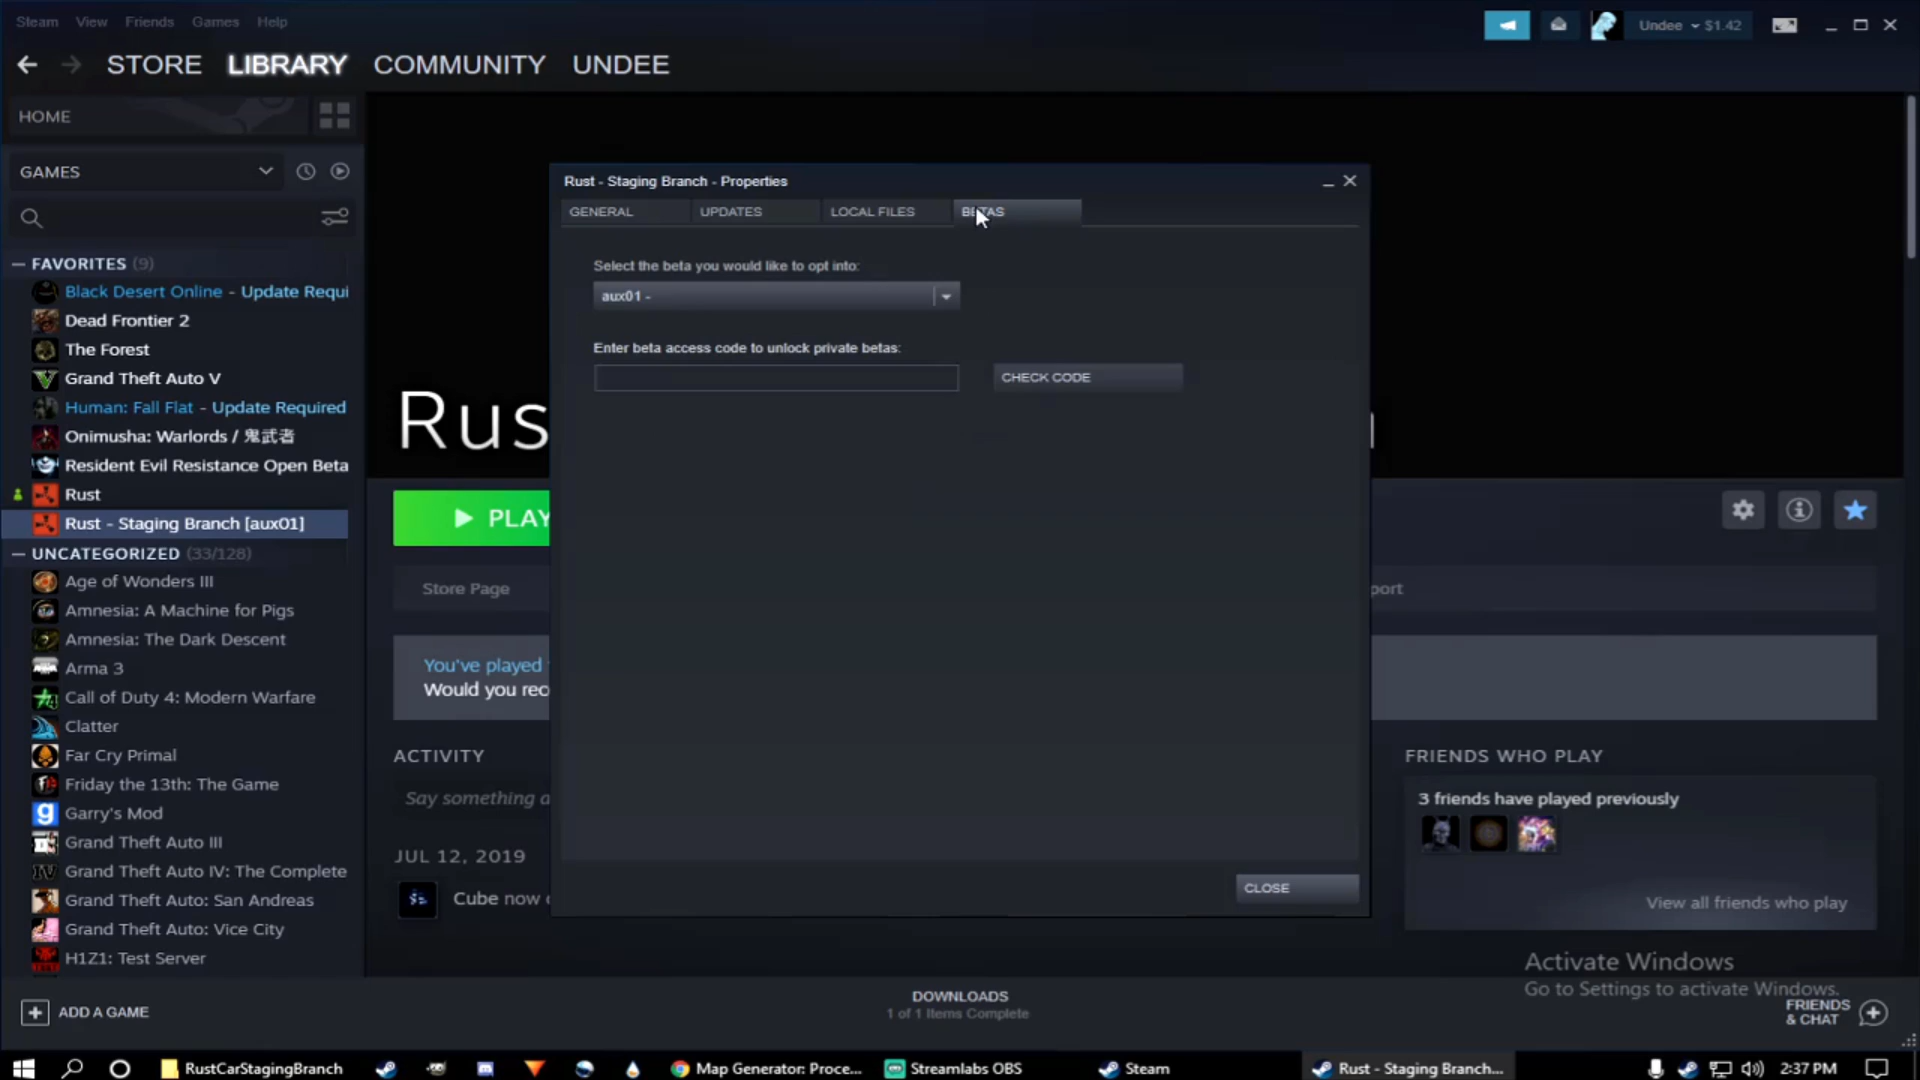 Steam View Friends Games Help
Undee $1.42
STORE LIBRARY COMMUNITY UNDEE
HOME
GAMES
FAVORITES (9)
Black Desert Online - Update Requi
Dead Frontier 2
The Forest
Grand Theft Auto V
Human: Fall Flat - Update Required
Onimusha: Warlords / 鬼武者
Resident Evil Resistance Open Beta
Rust
Rust - Staging Branch [aux01]
UNCATEGORIZED (33/128)
Age of Wonders III
Amnesia: A Machine for Pigs
Amnesia: The Dark Descent
Arma 3
Call of Duty 4: Modern Warfare
Clatter
Far Cry Primal
Friday the 13th: The Game
Garry's Mod
Grand Theft Auto III
Grand Theft Auto IV: The Complete
Grand Theft Auto: San Andreas
Grand Theft Auto: Vice City
H1Z1: Test Server
ADD A GAME
Rust - Staging Branch - Properties
GENERAL UPDATES LOCAL FILES BETAS
Select the beta you would like to opt into:
aux01 -
Enter beta access code to unlock private betas:
CHECK CODE
CLOSE
Rus
PLAY
Store Page
port
You've played
Would you rec
ACTIVITY
Say something a
JUL 12, 2019
Cube now
FRIENDS WHO PLAY
3 friends have played previously
View all friends who play
Activate Windows
Go to Settings to activate Windows.
DOWNLOADS
1 of 1 Items Complete
FRIENDS
& CHAT
RustCarStagingBranch
Map Generator: Proce...
Streamlabs OBS
Steam
Rust - Staging Branch...
2:37 PM